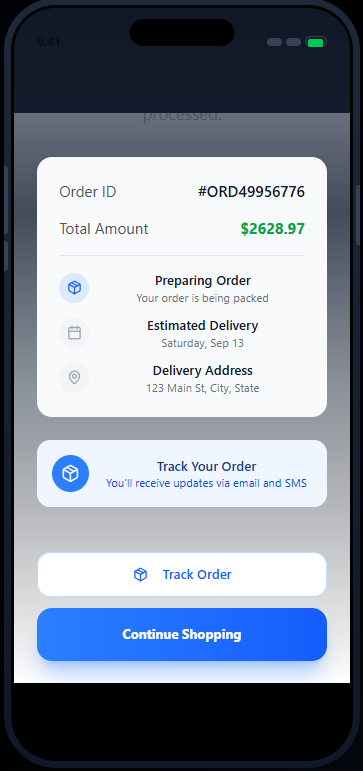 9:41
processed.
Order ID
#ORD49956776
Total Amount
$2628.97
Preparing Order
Your order is being packed
Estimated Delivery
Saturday, Sep 13
Delivery Address
123 Main St, City, State
Track Your Order
You'll receive updates via email and SMS
Track Order
Continue Shopping